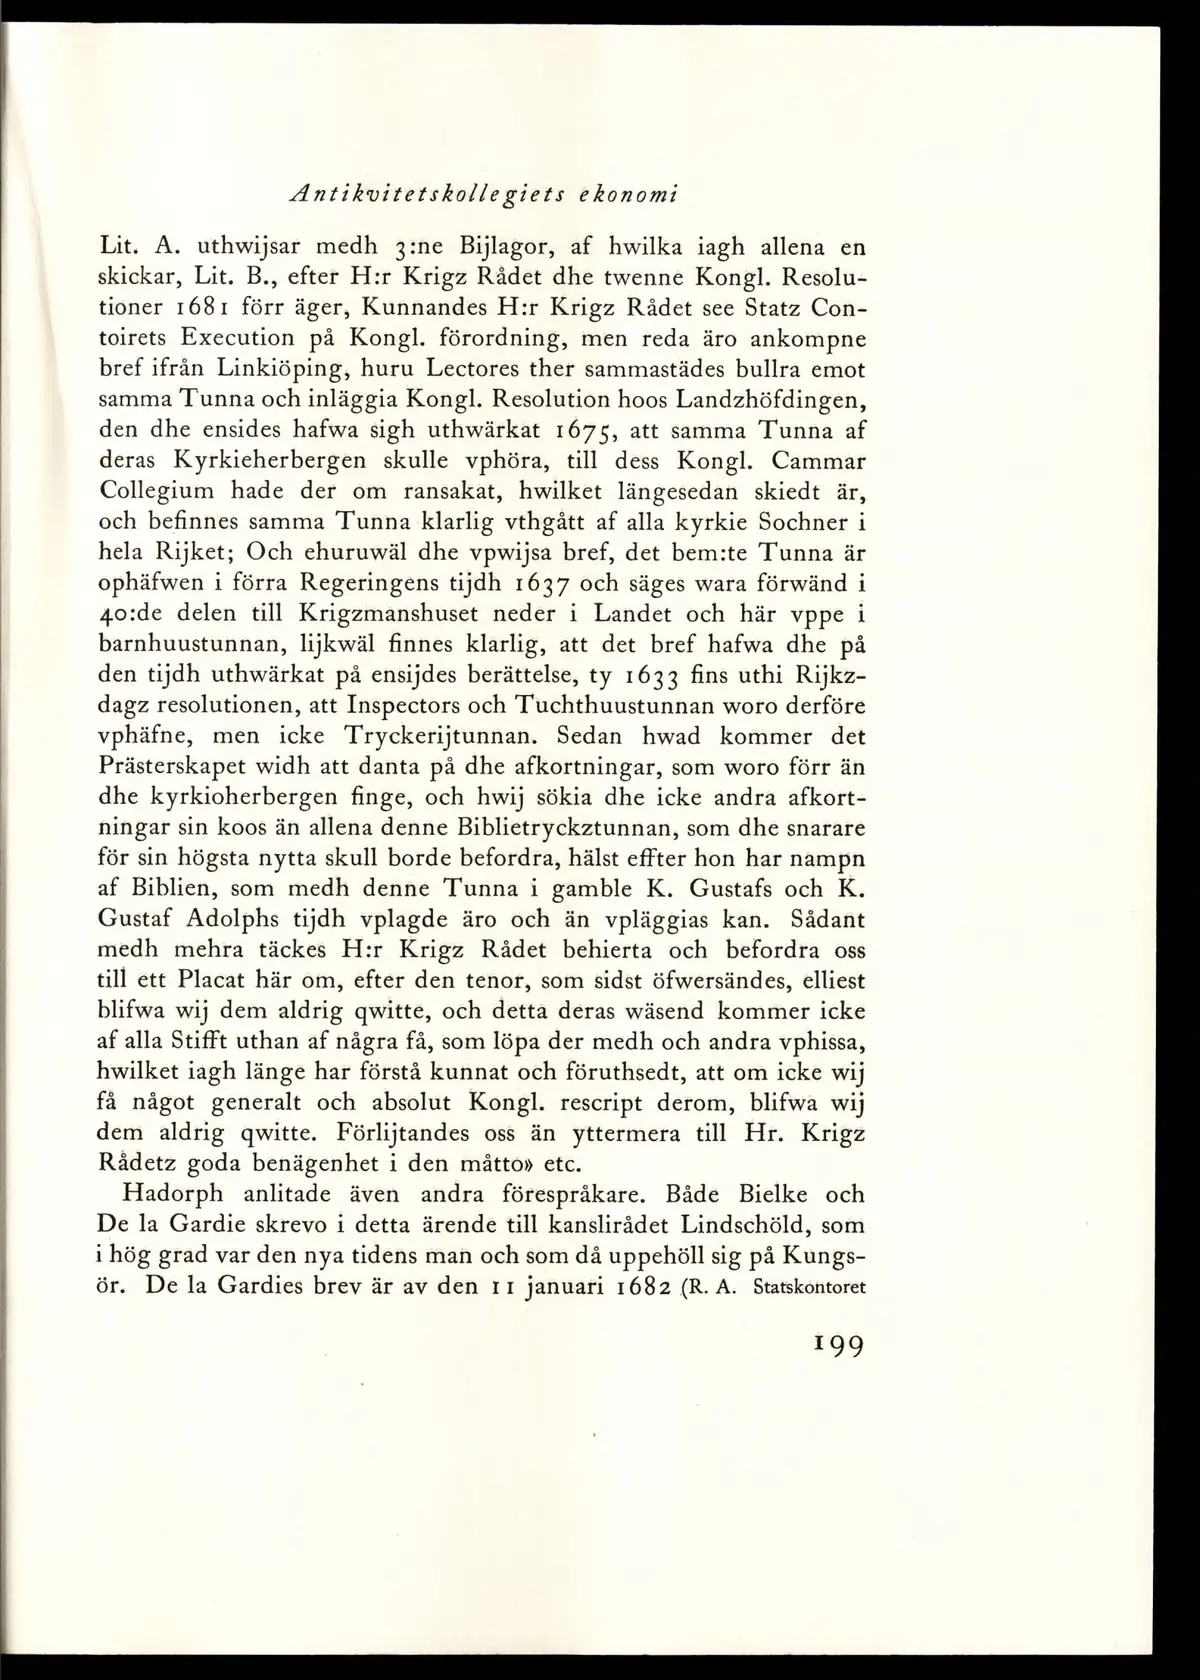 Antikvitetskollegiets ekonomi
Lit. A. uthwijsar medh 3:ne Bijlagor, af hwilka iagh allena en
skickar, Lit. B., efter H:r Krigz Rådet dhe twenne Kongl. Resolu-
tioner 1681 förr äger, Kunnandes H:r Krigz Rådet see Statz Con-
toirets Execution på Kongl. förordning, men reda äro ankompne
bref ifrån Linkiöping, huru Lectores ther sammastädes bullra emot
samma Tunna och inläggia Kongl. Resolution hoos Landzhöfdingen,
den dhe ensides hafwa sigh uthwärkat 1675, att samma Tunna af
deras Kyrkieherbergen skulle vphöra, till dess Kongl. Cammar
Collegium hade der om ransakat, hwilket längesedan skiedt är,
och befinnes samma Tunna klarlig vthgått af alla kyrkie Sochner i
hela Rijket; Och ehuruwäl dhe vpwijsa bref, det bem:te Tunna är
ophäfwen i förra Regeringens tijdh 1637 och säges wara förwänd i
40:de delen till Krigzmanshuset neder i Landet och här vppe i
barnhuustunnan, lijkwäl finnes klarlig, att det bref hafwa dhe på
den tijdh uthwärkat på ensijdes berättelse, ty 1633 fins uthi Rijkz-
dagz resolutionen, att Inspectors och Tuchthuustunnan woro derföre
vphäfne, men icke Tryckerijtunnan. Sedan hwad kommer det
Prästerskapet widh att danta på dhe afkortningar, som woro förr än
dhe kyrkioherbergen finge, och hwij sökia dhe icke andra afkort-
ningar sin koos än allena denne Biblietryckztunnan, som dhe snarare
för sin högsta nytta skull borde befordra, hälst effter hon har nampn
af Biblien, som medh denne Tunna i gamble K. Gustafs och K.
Gustaf Adolphs tijdh vplagde äro och än vpläggias kan. Sådant
medh mehra täckes H:r Krigz Rådet behierta och befordra oss
till ett Placat här om, efter den tenor, som sidst öfwersändes, elliest
blifwa wij dem aldrig qwitte, och detta deras wäsend kommer icke
af alla Stifft uthan af några få, som löpa der medh och andra vphissa,
hwilket iagh länge har förstå kunnat och föruthsedt, att om icke wij
få något generalt och absolut Kongl. rescript derom, blifwa wij
dem aldrig qwitte. Förlijtandes oss än yttermera till Hr. Krigz
Rådetz goda benägenhet i den måtto» etc.
Hadorph anlitade även andra förespråkare. Både Bielke och
De la Gardie skrevo i detta ärende till kanslirådet Lindschöld, som
i hög grad var den nya tidens man och som då uppehöll sig på Kungs-
ör. De la Gardies brev är av den 11 januari 1682 (R. A. Statskontoret
199